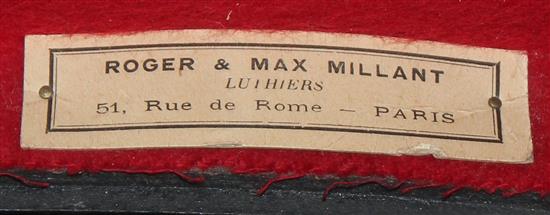 ROGER & MAX MILLANT
LUTHIERS
51, Rue de Rome — PARIS